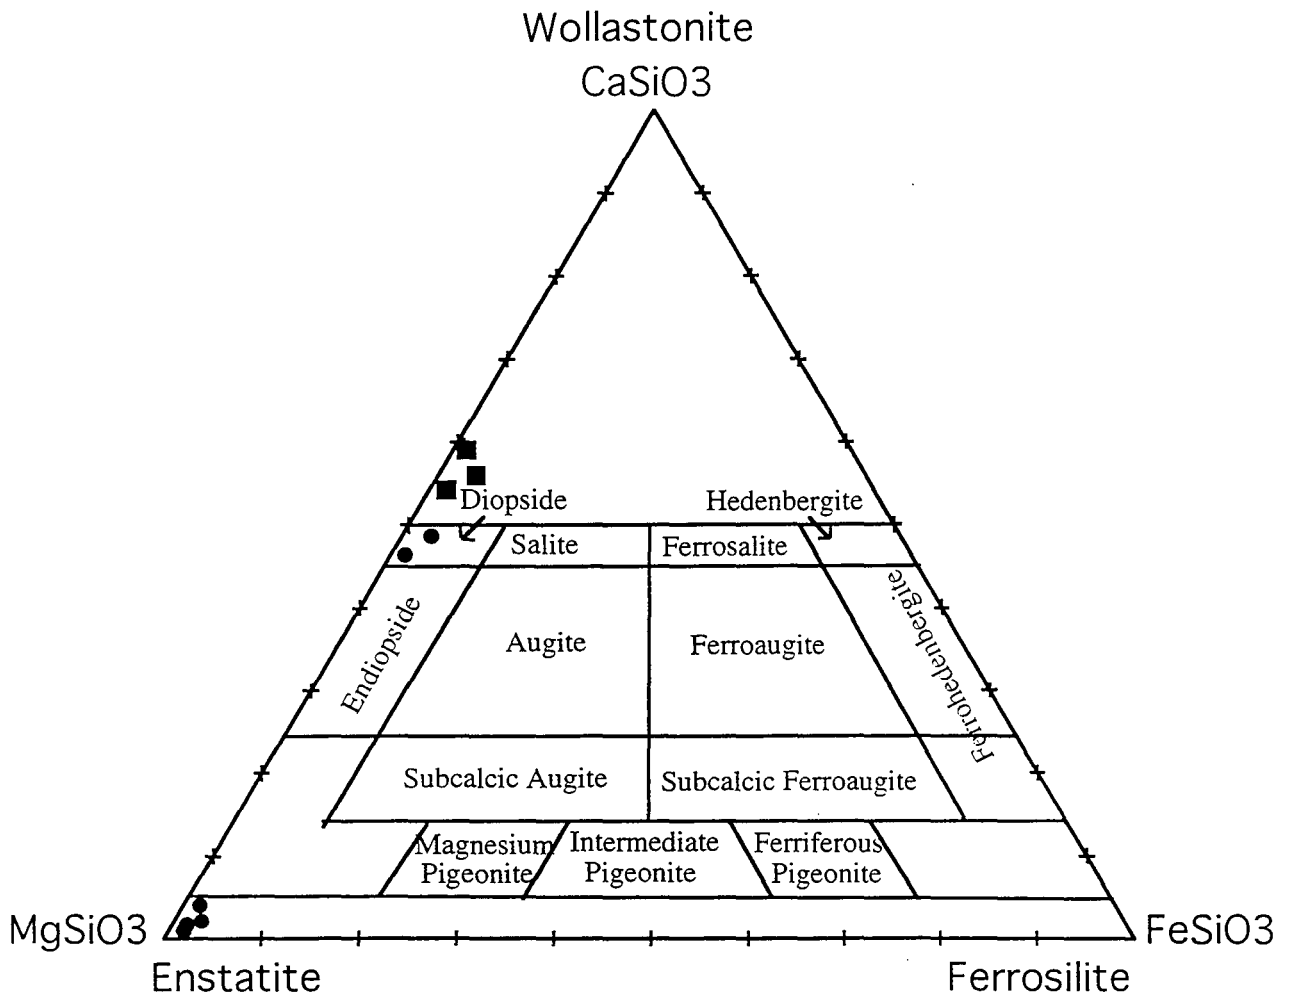 Wollastonite
CaSiO3
Diopside
Hedenbergite
Salite
Ferrosalite
Endiopside
Augite
Ferroaugite
Ferrohedenbergite
Subcalcic Augite
Subcalcic Ferroaugite
Magnesium
Pigeonite
Intermediate
Pigeonite
Ferriferous
Pigeonite
MgSiO3
FeSiO3
Enstatite
Ferrosilite